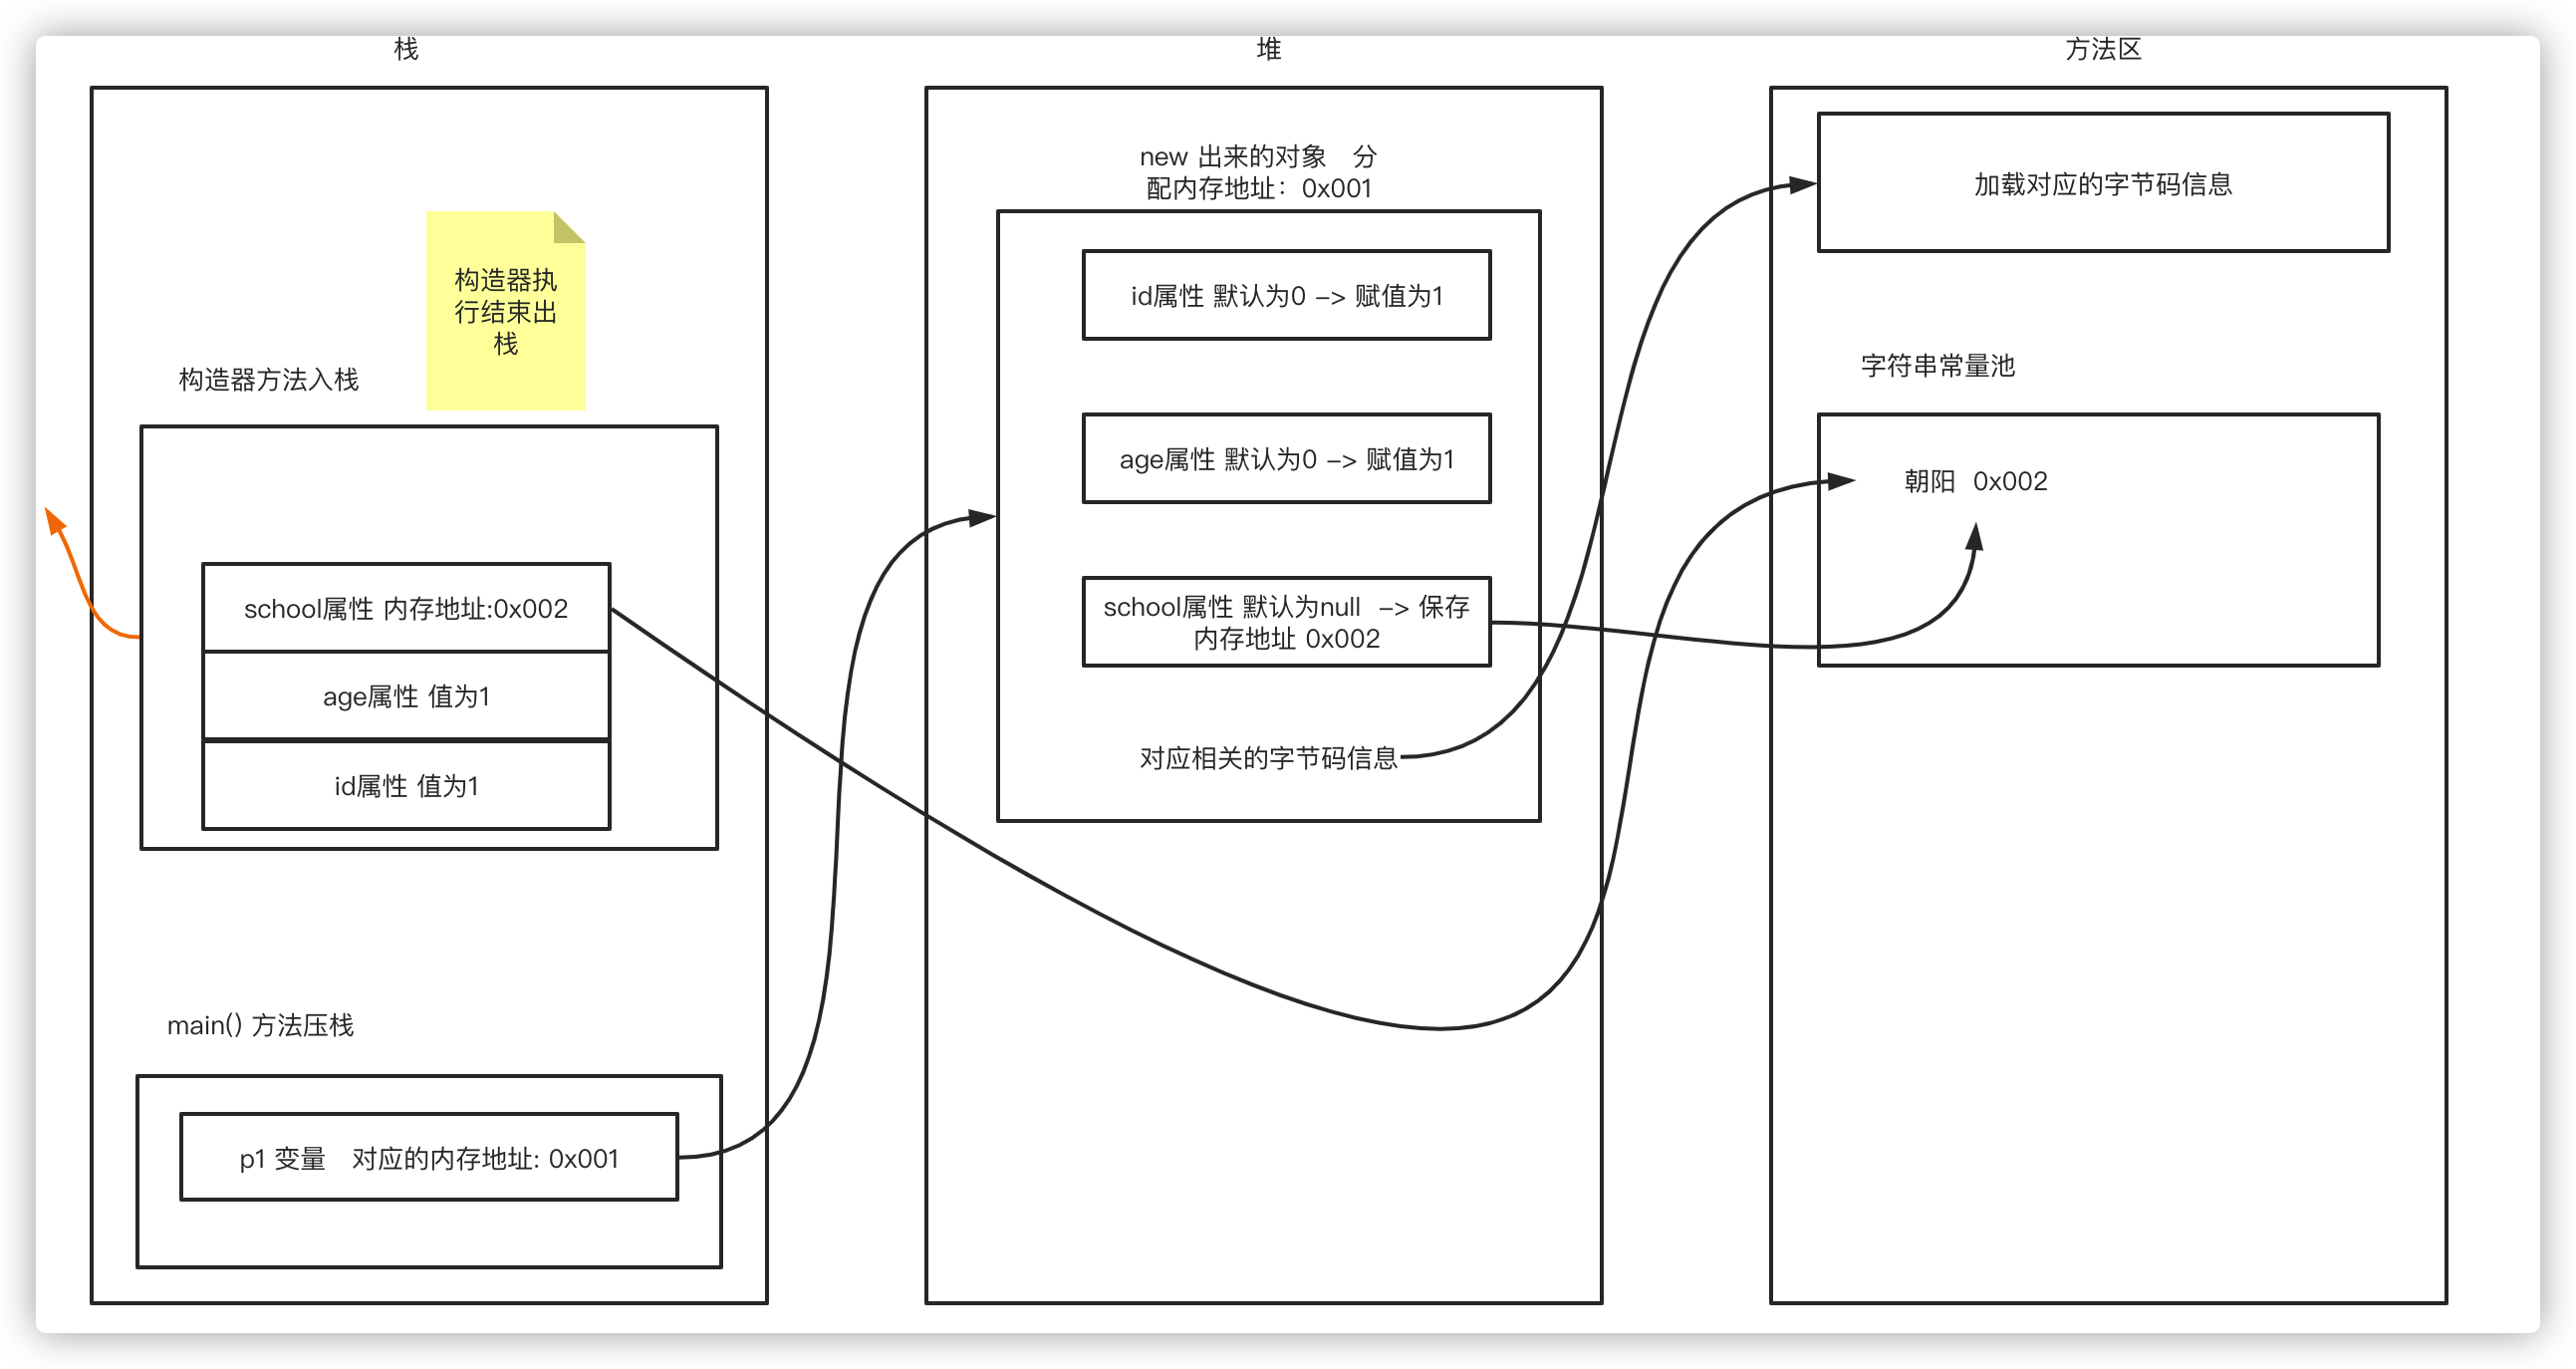 栈
构造器执
行结束出
栈
构造器方法入栈
school属性 内存地址:0x002
age属性 值为1
id属性 值为1
main() 方法压栈
p1 变量 对应的内存地址: 0x001
堆
new 出来的对象 分
配内存地址：0x001
id属性 默认为0 -> 赋值为1
age属性 默认为0 -> 赋值为1
school属性 默认为null -> 保存
内存地址 0x002
对应相关的字节码信息
方法区
加载对应的字节码信息
字符串常量池
朝阳 0x002